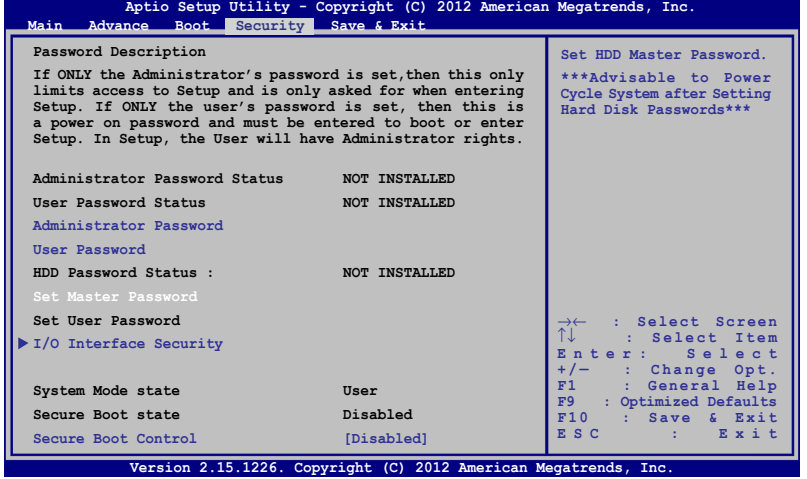 Aptio Setup Utility - Copyright (C) 2012 American Megatrends, Inc.
Main Advance Boot Security Save & Exit
Password Description
If ONLY the Administrator's password is set,then this only
limits access to Setup and is only asked for when entering
Setup. If ONLY the user's password is set, then this is
a power on password and must be entered to boot or enter
Setup. In Setup, the User will have Administrator rights.
Administrator Password Status NOT INSTALLED
User Password Status NOT INSTALLED
Administrator Password
User Password
HDD Password Status : NOT INSTALLED
Set Master Password
Set User Password
I/O Interface Security
System Mode state User
Secure Boot state Disabled
Secure Boot Control [Disabled]
Set HDD Master Password.
***Advisable to Power
Cycle System after Setting
Hard Disk Passwords***
→← : Select Screen
↑↓ : Select Item
Enter: Select
+/— : Change Opt.
F1 : General Help
F9 : Optimized Defaults
F10 : Save & Exit
ESC : Exit
Version 2.15.1226. Copyright (C) 2012 American Megatrends, Inc.